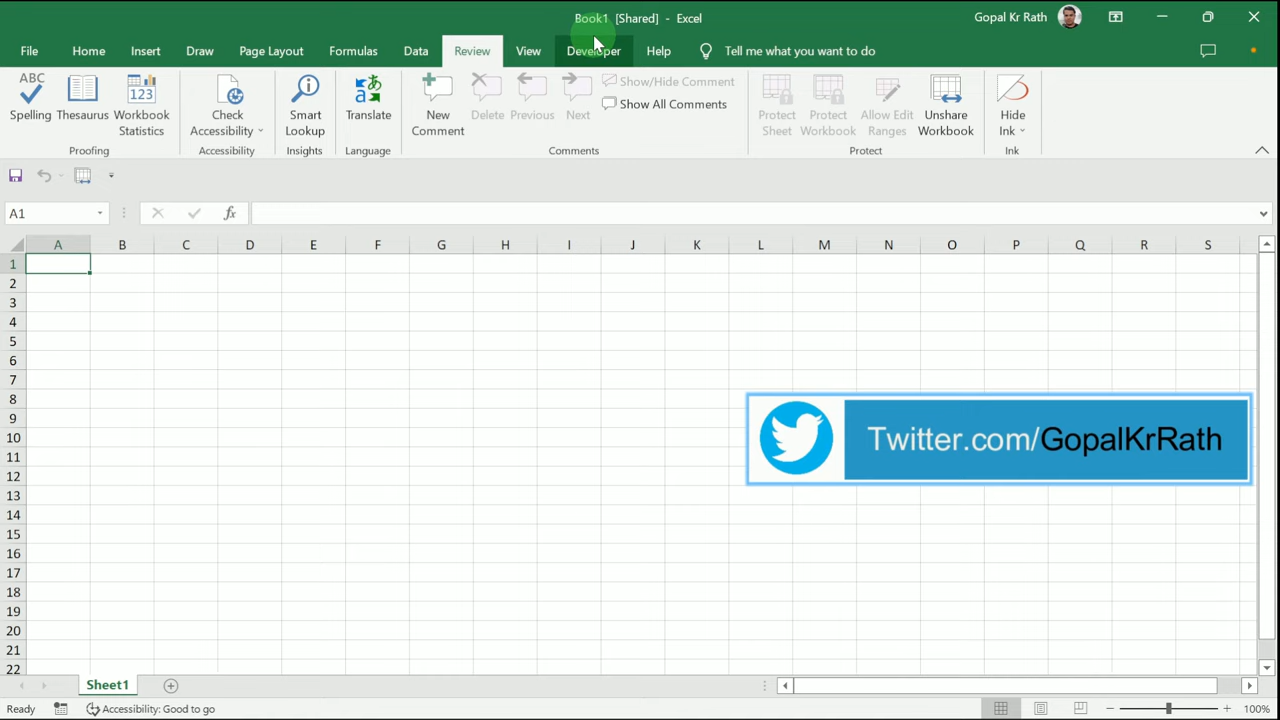 Book1 [Shared] - Excel
Gopal Kr Rath
File Home Insert Draw Page Layout Formulas Data Review View Developer Help Tell me what you want to do
ABC
Spelling
Thesaurus
123
Workbook
Statistics
Proofing
Check
Accessibility
Accessibility
Smart
Lookup
Insights
Translate
Language
New
Comment
Delete
Previous
Next
Show/Hide Comment
Show All Comments
Comments
Protect
Sheet
Protect
Workbook
Allow Edit
Ranges
Unshare
Workbook
Protect
Hide
Ink
Ink
A1
fx
A B C D E F G H I J K L M N O P Q R S
1
2
3
4
5
6
7
8
9
10
11
12
13
14
15
16
17
18
19
20
21
22
Twitter.com/GopalKrRath
Sheet1
Ready
Accessibility: Good to go
100%